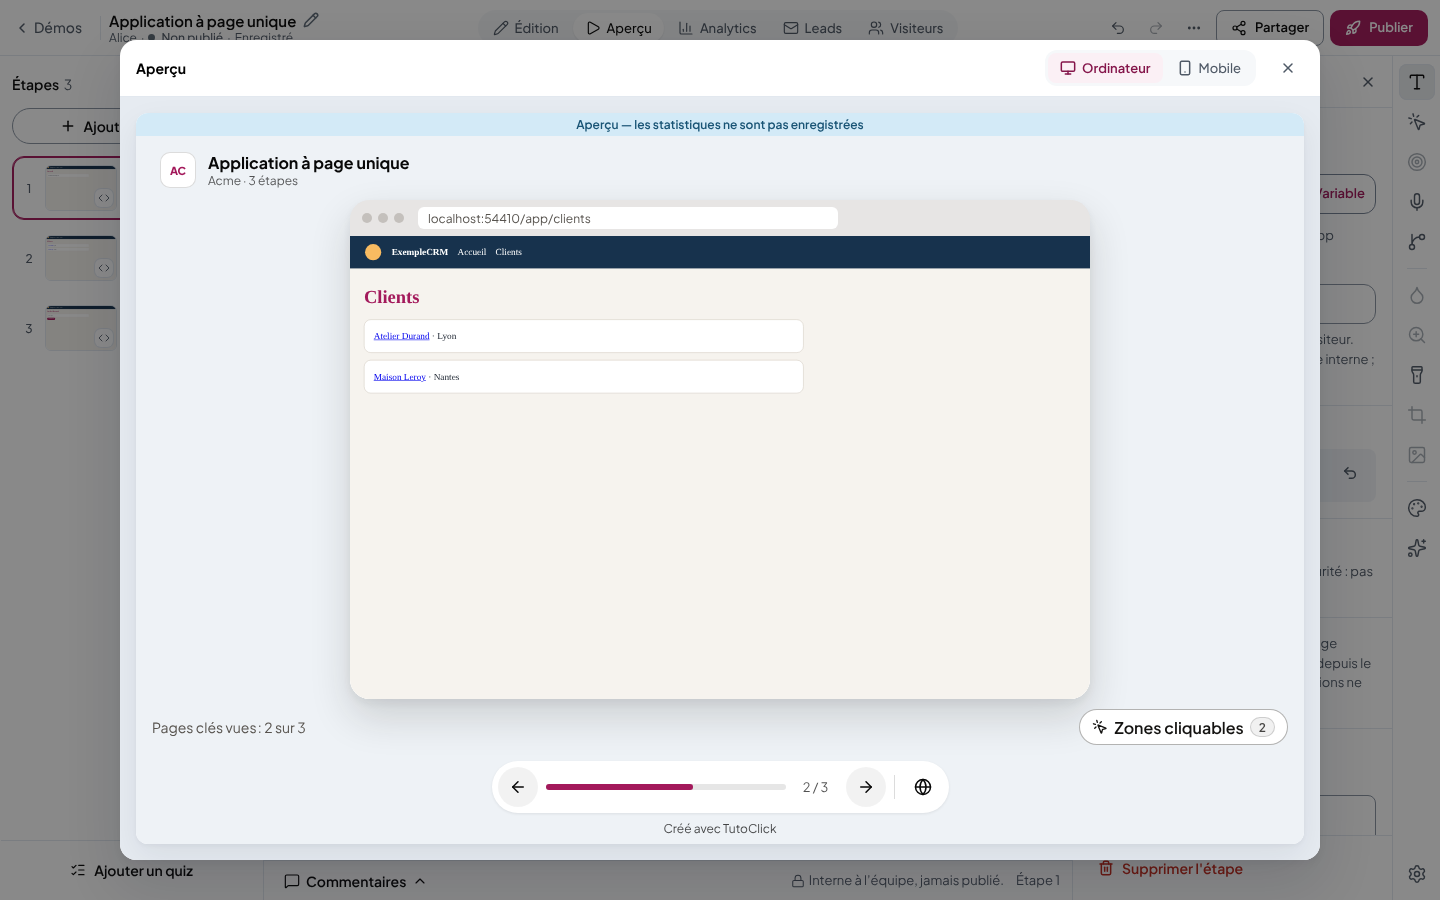 Démos
Application à page unique
Alice · Non publié · Enregistré
Édition
Aperçu
Analytics
Leads
Visiteurs
Partager
Publier
Étapes 3
Ajout
1
2
3
Ajouter un quiz
Aperçu
Ordinateur
Mobile
Aperçu — les statistiques ne sont pas enregistrées
AC
Application à page unique
Acme · 3 étapes
localhost:54410/app/clients
ExempleCRM Accueil Clients
Clients
Atelier Durand · Lyon
Maison Leroy · Nantes
Pages clés vues : 2 sur 3
Zones cliquables 2
2 / 3
Créé avec TutoClick
Variable
siteur.
interne ;
urité : pas
depuis le
ions ne
Commentaires
Interne à l'équipe, jamais publié.
Étape 1
Supprimer l'étape